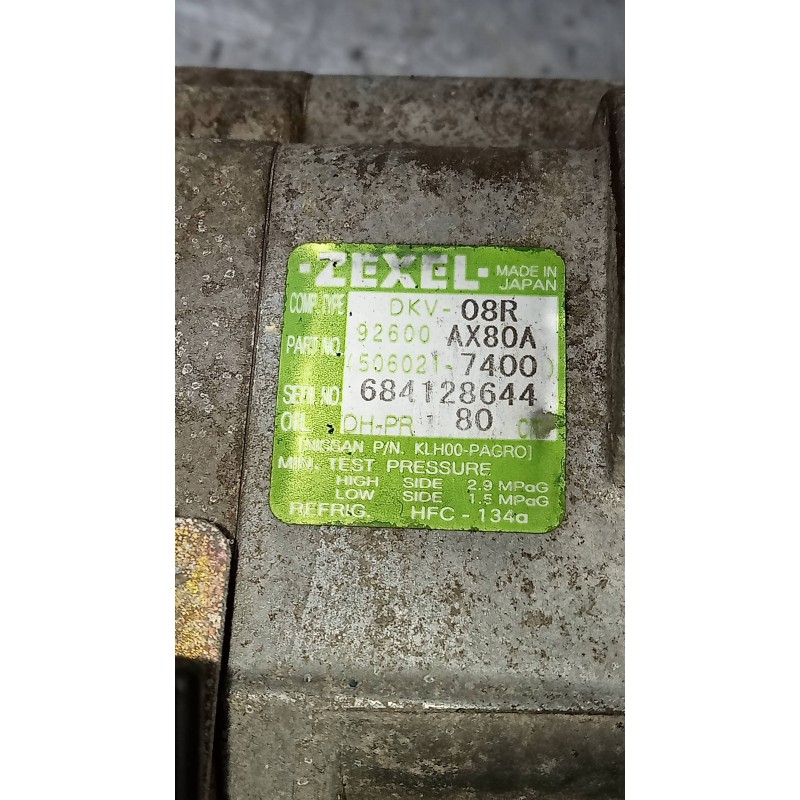 ·ZEXEL· MADE IN JAPAN
COMP. TYPE DKV-08R
PART NO. 92600 AX80A
(506021-7400)
SERI.NO. 684128644
OIL DH-PR 80
[NISSAN P/N. KLH00-PAGR0]
MIN. TEST PRESSURE
HIGH SIDE 2.9 MPaG
LOW SIDE 1.5 MPaG
REFRIG. HFC-134a